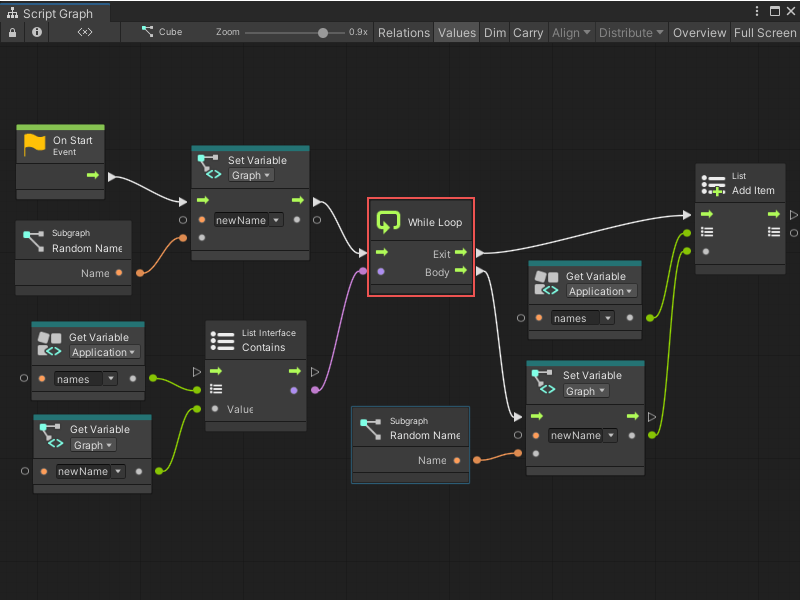 Script Graph
Cube
Zoom
0.9x
Relations
Values
Dim
Carry
Align
Distribute
Overview
Full Screen
On Start
Event
Set Variable
Graph
newName
Subgraph
Random Name
Name
While Loop
Exit
Body
List
Add Item
Get Variable
Application
names
Get Variable
Application
names
List Interface
Contains
Value
Get Variable
Graph
newName
Set Variable
Graph
newName
Subgraph
Random Name
Name